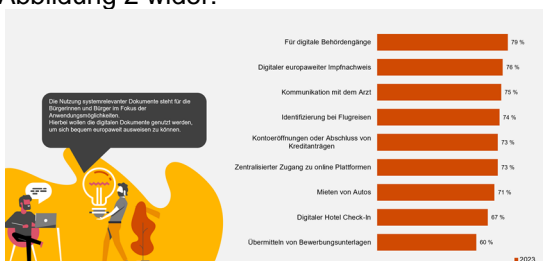 Abbildung 2 wider.
Die Nutzung systemrelevanter Dokumente steht für die
Bürgerinnen und Bürger im Fokus der
Anwendungsmöglichkeiten.
Hierbei wollen die digitalen Dokumente genutzt werden,
um sich bequem europaweit ausweisen zu können.
Für digitale Behördengänge 79 %
Digitaler europaweiter Impfnachweis 76 %
Kommunikation mit dem Arzt 75 %
Identifizierung bei Flugreisen 74 %
Kontoeröffnungen oder Abschluss von
Kreditanträgen 73 %
Zentralisierter Zugang zu online Plattformen 73 %
Mieten von Autos 71 %
Digitaler Hotel Check-In 67 %
Übermitteln von Bewerbungsunterlagen 60 %
2023